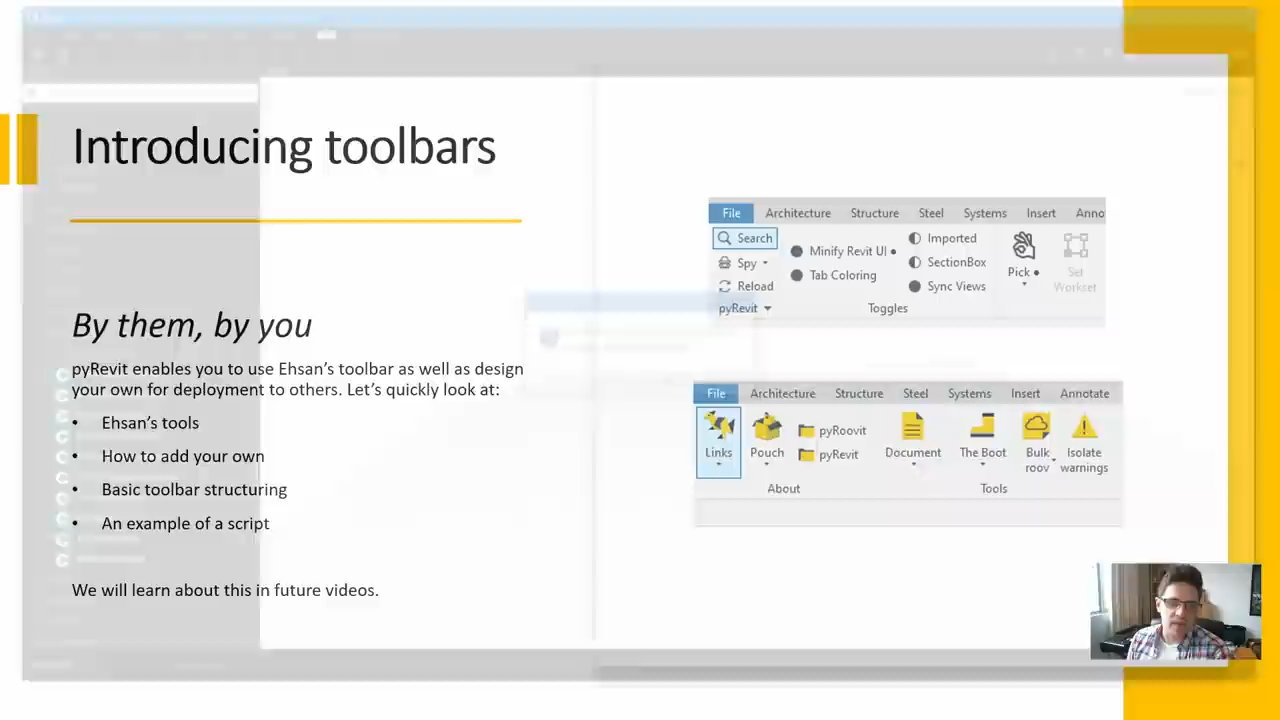 Introducing toolbars
By them, by you
pyRevit enables you to use Ehsan's toolbar as well as design
your own for deployment to others. Let's quickly look at:
• Ehsan's tools
• How to add your own
• Basic toolbar structuring
• An example of a script
We will learn about this in future videos.
File Architecture Structure Steel Systems Insert Anno
Search
Spy
Reload
pyRevit
Minify Revit UI
Tab Coloring
Imported
SectionBox
Sync Views
Toggles
Pick
Set
Workset
File Architecture Structure Steel Systems Insert Annotate
Links
Pouch
pyRoovit
pyRevit
About
Document
The Boot
Bulk
roov
Isolate
warnings
Tools